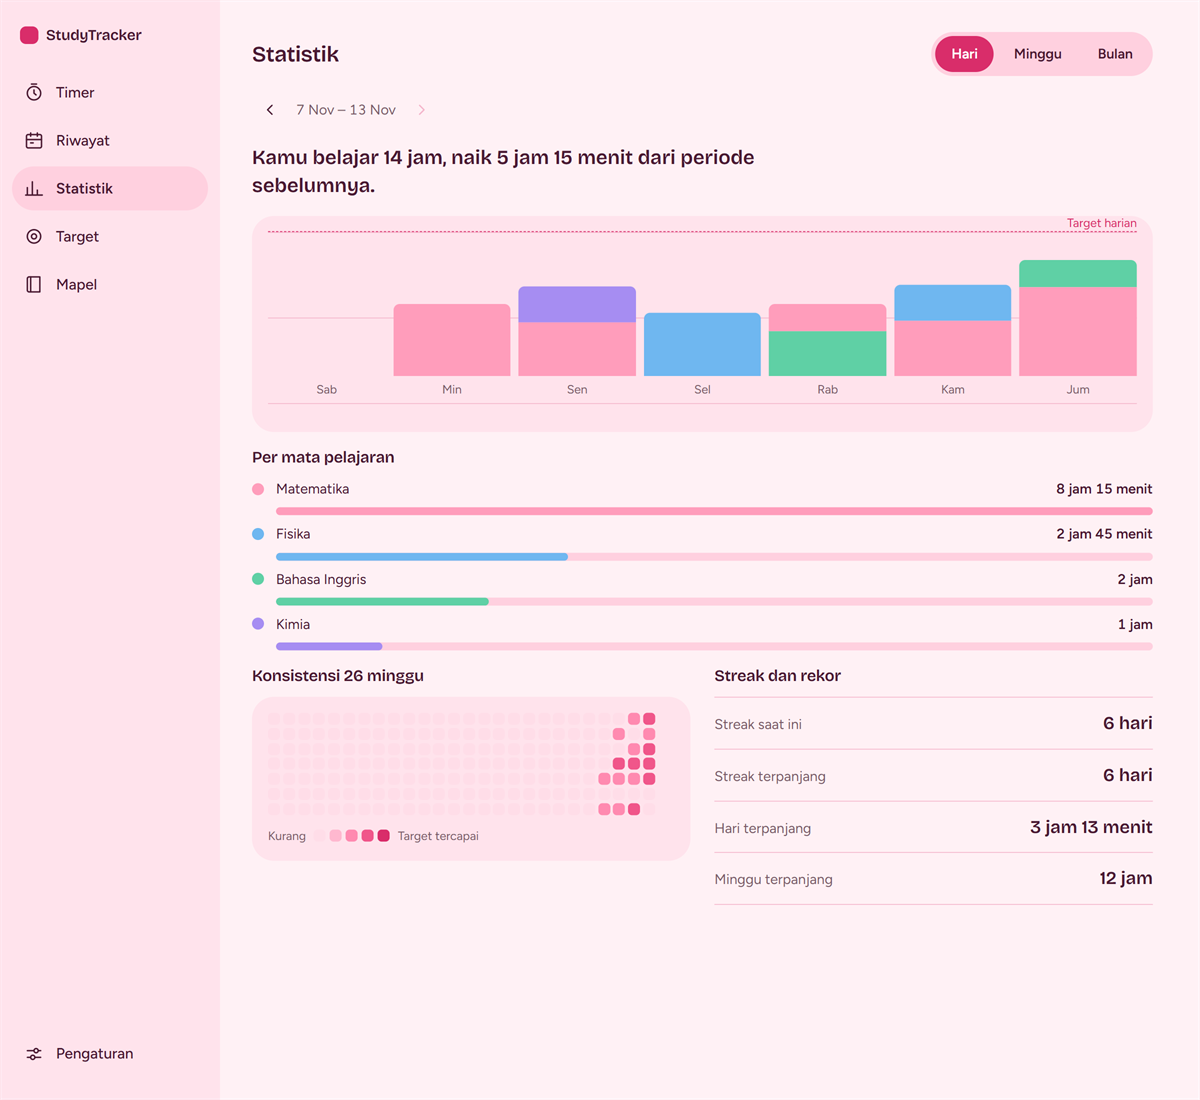 StudyTracker
Timer
Riwayat
Statistik
Target
Mapel
Pengaturan
Statistik
Hari
Minggu
Bulan
7 Nov – 13 Nov
Kamu belajar 14 jam, naik 5 jam 15 menit dari periode
sebelumnya.
Target harian
Sab
Min
Sen
Sel
Rab
Kam
Jum
Per mata pelajaran
Matematika
8 jam 15 menit
Fisika
2 jam 45 menit
Bahasa Inggris
2 jam
Kimia
1 jam
Konsistensi 26 minggu
Kurang
Target tercapai
Streak dan rekor
Streak saat ini
6 hari
Streak terpanjang
6 hari
Hari terpanjang
3 jam 13 menit
Minggu terpanjang
12 jam